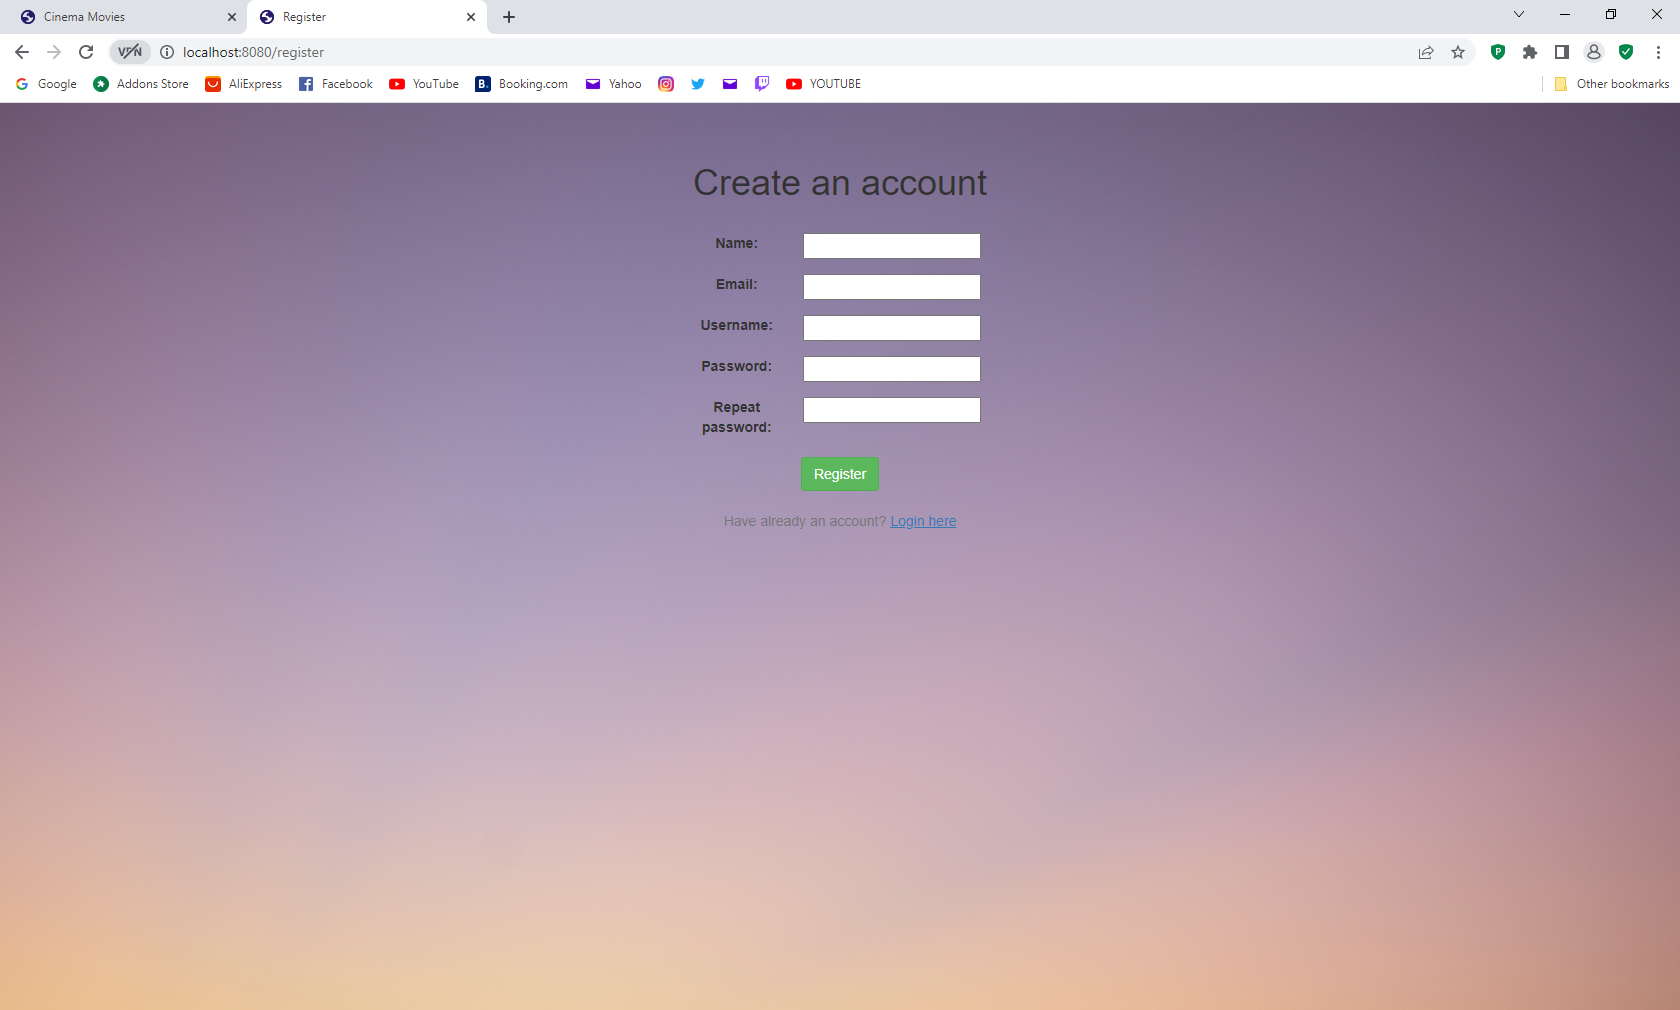 Cinema Movies
Register
VPN
localhost:8080/register
Google
Addons Store
AliExpress
Facebook
B. Booking.com
YouTube
Yahoo
YOUTUBE
Other bookmarks
Create an account
Name:
Email:
Username:
Password:
Repeat
password:
Register
Have already an account? Login here